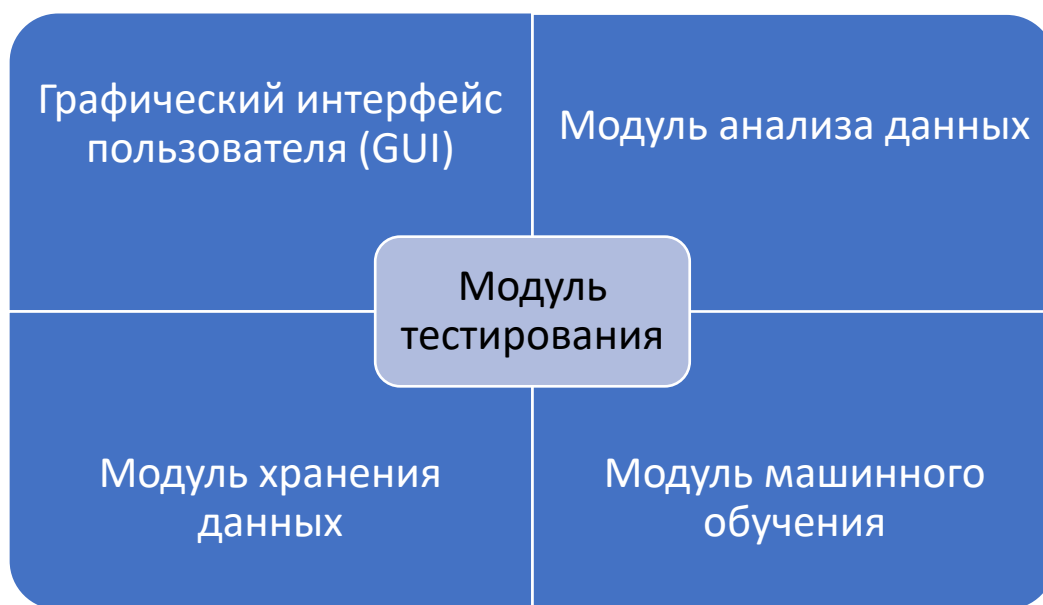 Графический интерфейс
пользователя (GUI)
Модуль анализа данных
Модуль
тестирования
Модуль хранения
данных
Модуль машинного
обучения